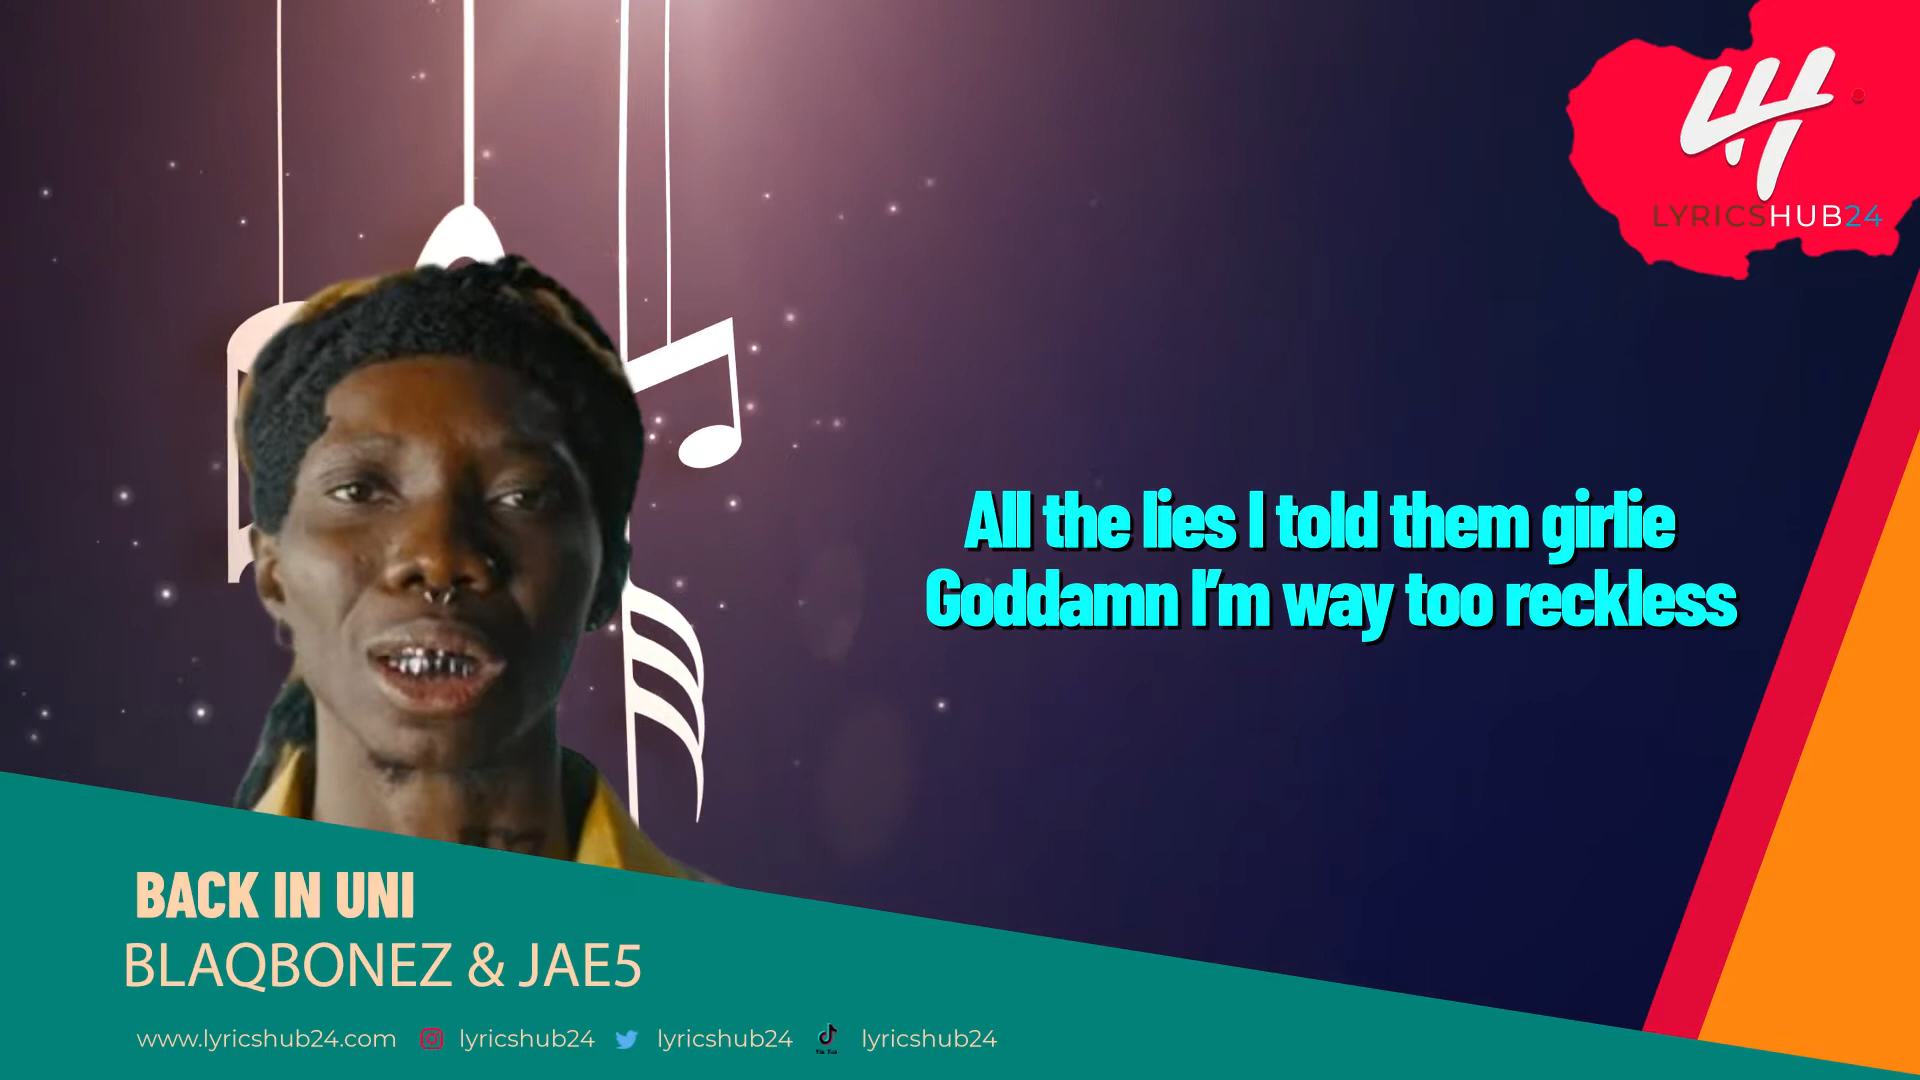 LYRICSHUB24
All the lies I told them girlie
Goddamn I'm way too reckless
BACK IN UNI
BLAQBONEZ & JAE5
www.lyricshub24.com lyricshub24 lyricshub24 lyricshub24